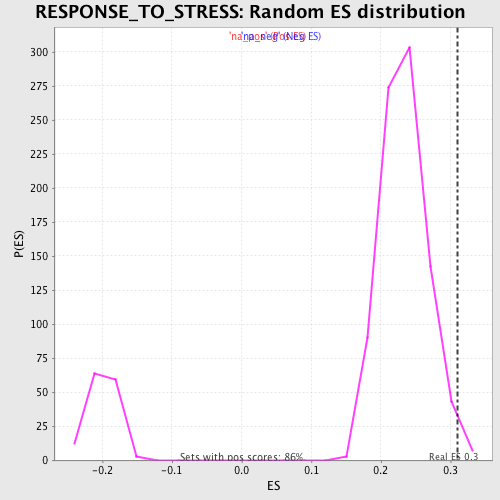 RESPONSE_TO_STRESS: Random ES distribution
(Neg ES)
300
275
250
225
200
175
150
125
100
75
50
25
0
P(ES)
Sets with pos scores: 86%
Real ES 0.3
-0.2 -0.1 0.0 0.1 0.2 0.3
ES